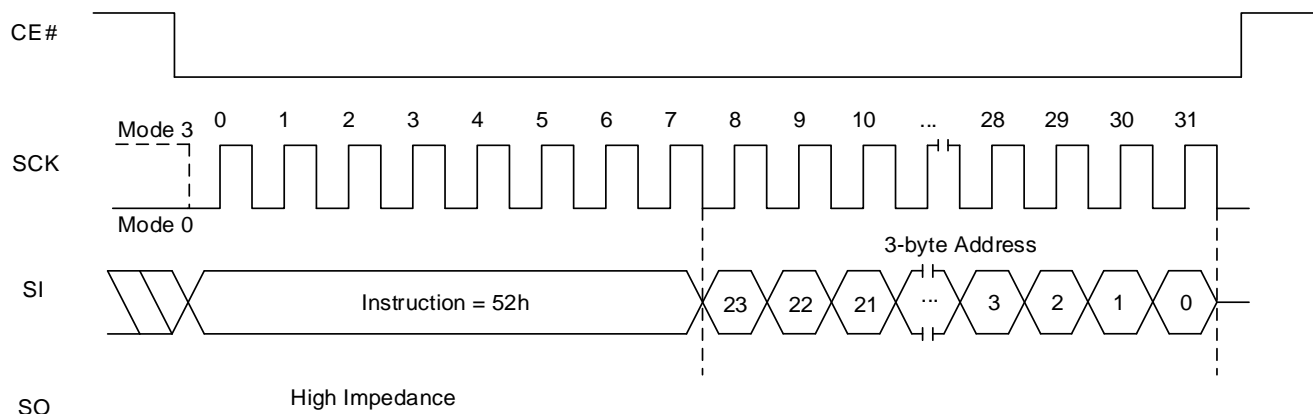 CE#
0 1 2 3 4 5 6 7 8 9 10 ... 28 29 30 31
Mode 3
SCK
Mode 0
3-byte Address
SI
Instruction = 52h 23 22 21 ... 3 2 1 0
High Impedance
SO